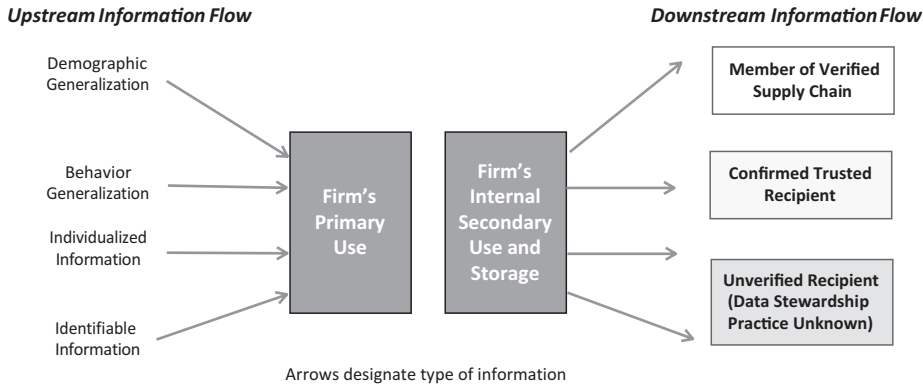 Upstream Information Flow
Downstream Information Flow
Demographic
Generalization
Behavior
Generalization
Individualized
Information
Identifiable
Information
Firm's
Primary
Use
Firm's
Internal
Secondary
Use and
Storage
Member of Verified
Supply Chain
Confirmed Trusted
Recipient
Unverified Recipient
(Data Stewardship
Practice Unknown)
Arrows designate type of information